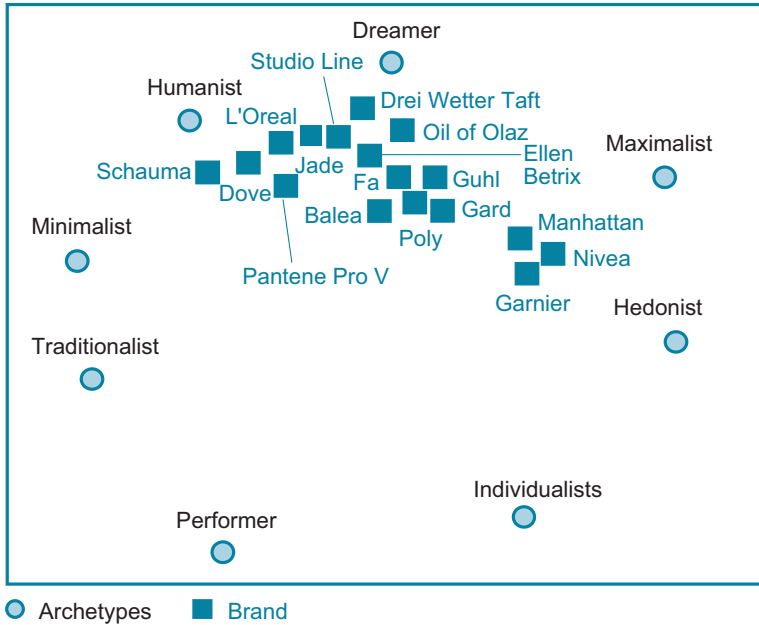 Dreamer
Studio Line
Humanist
Drei Wetter Taft
L'Oreal
Oil of Olaz
Maximalist
Ellen
Betrix
Schauma
Jade
Dove
Fa
Guhl
Balea
Gard
Poly
Manhattan
Minimalist
Nivea
Pantene Pro V
Garnier
Hedonist
Traditionalist
Individualists
Performer
Archetypes
Brand